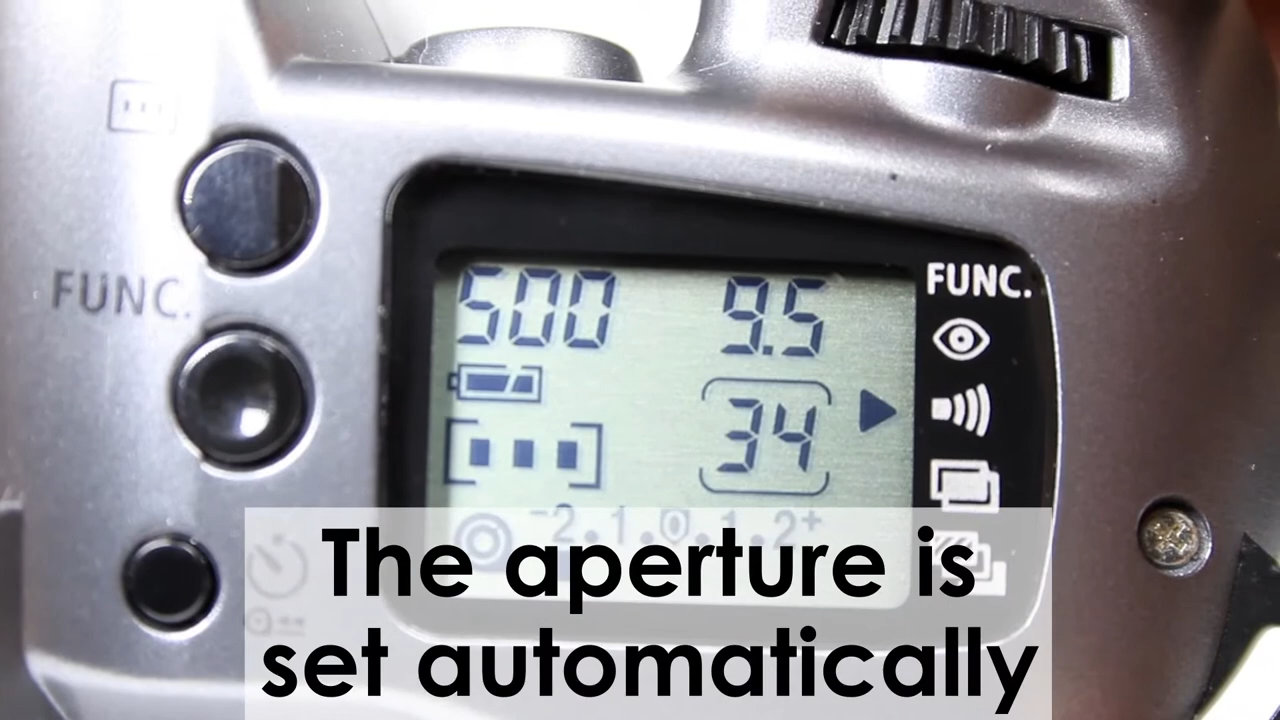 FUNC.
500 9.5
FUNC.
34
-2.1.0.1.2+
The aperture is
set automatically